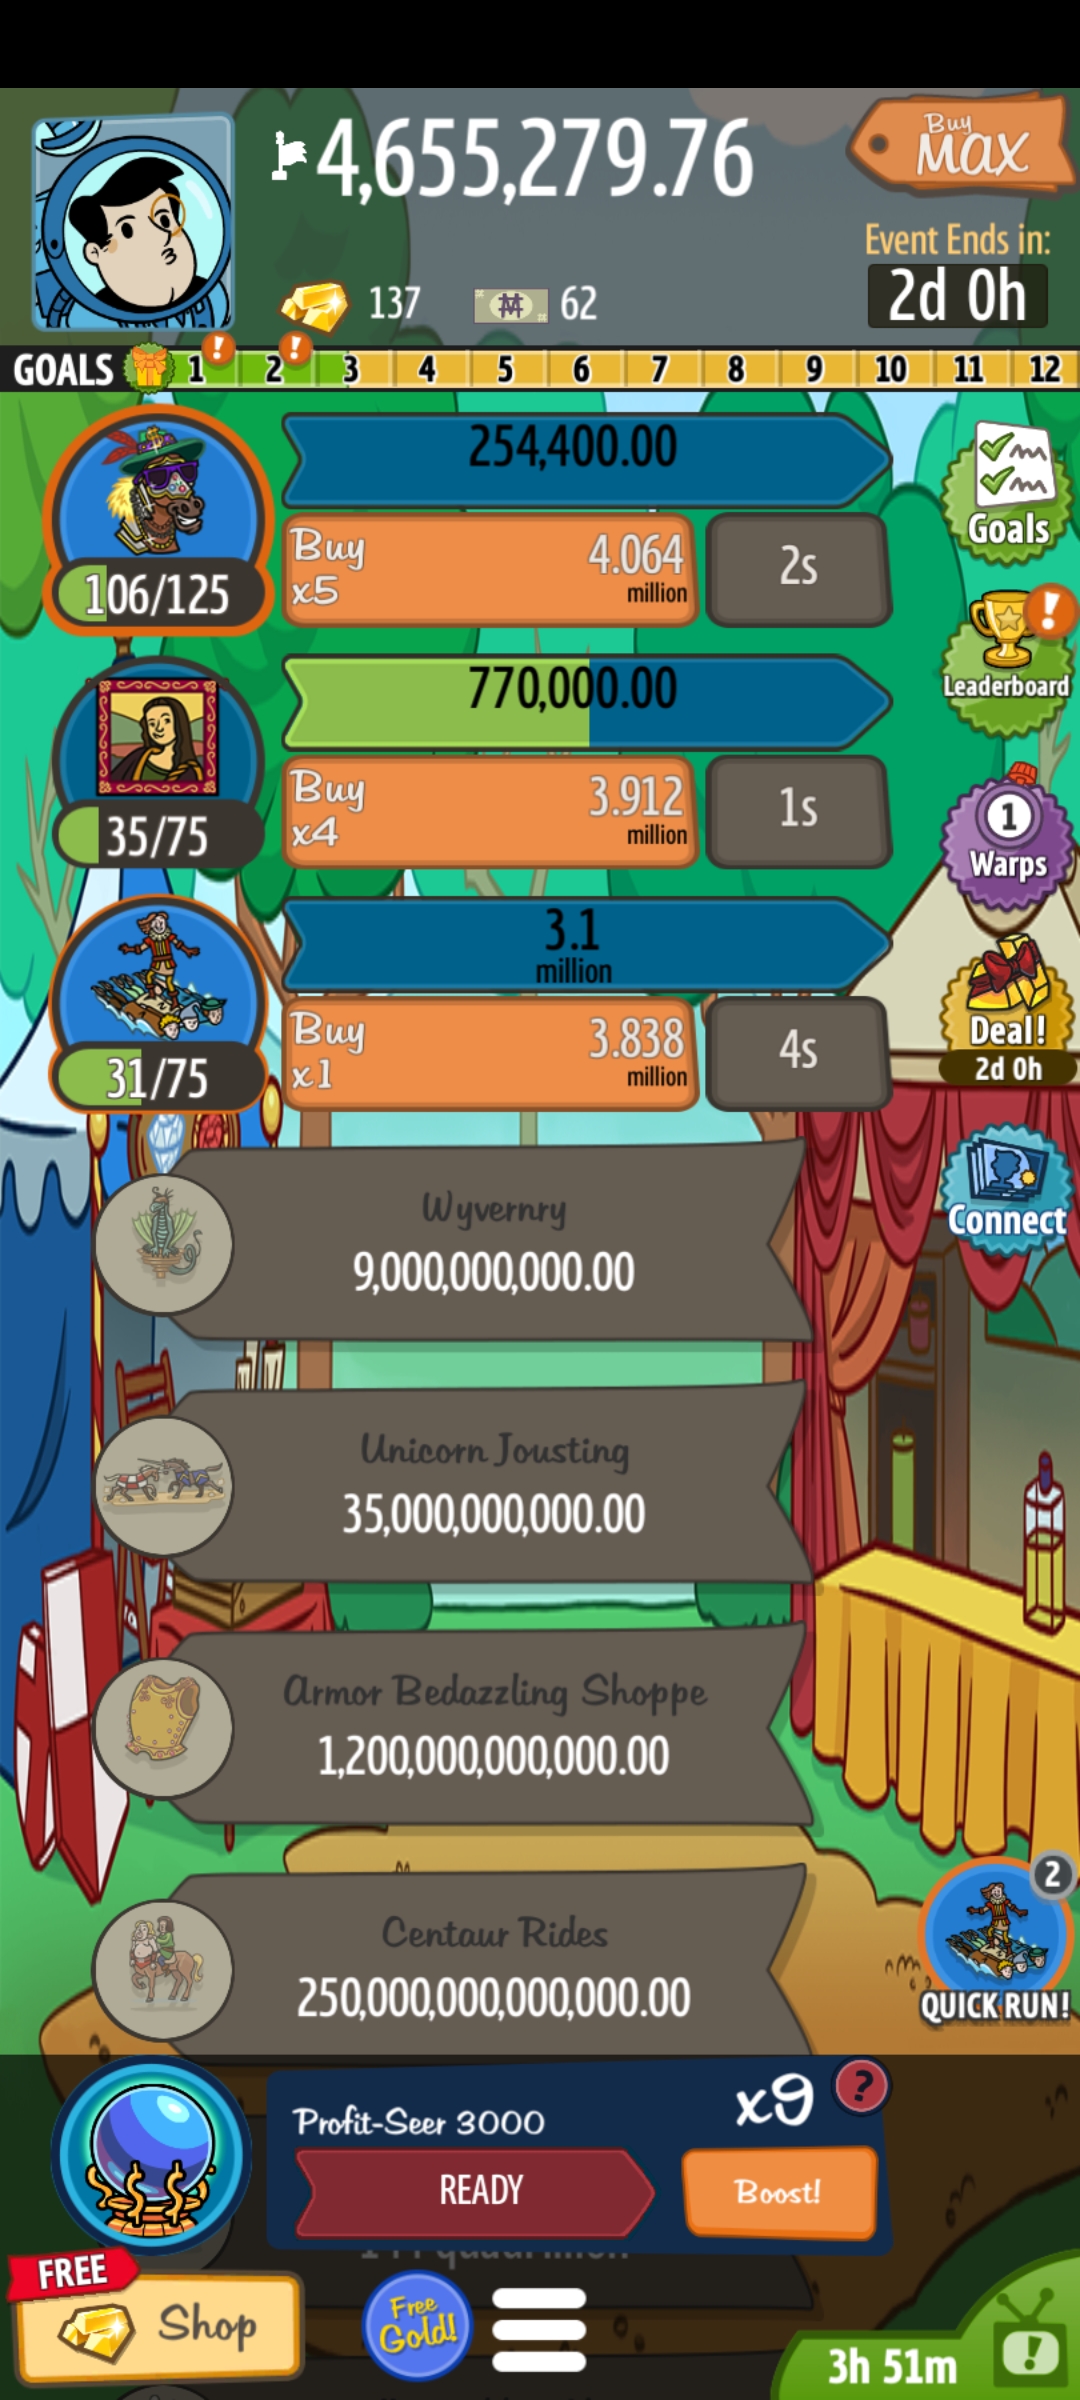 4,655,279.76
Buy
MAX
Event Ends in:
2d 0h
137
62
GOALS
1
!
2
!
3
4
5
6
7
8
9
10
11
12
254,400.00
Buy
x5
4.064
million
2s
106/125
Goals
770,000.00
Buy
x4
3.912
million
1s
35/75
!
Leaderboard
1
Warps
3.1
million
Buy
x1
3.838
million
4s
31/75
Deal!
2d 0h
Wyvernry
9,000,000,000.00
Connect
Unicorn Jousting
35,000,000,000.00
Armor Bedazzling Shoppe
1,200,000,000,000.00
Centaur Rides
250,000,000,000,000.00
2
QUICK RUN!
Profit-Seer 3000
x9
?
READY
Boost!
FREE
Shop
Free
Gold!
3h 51m
!